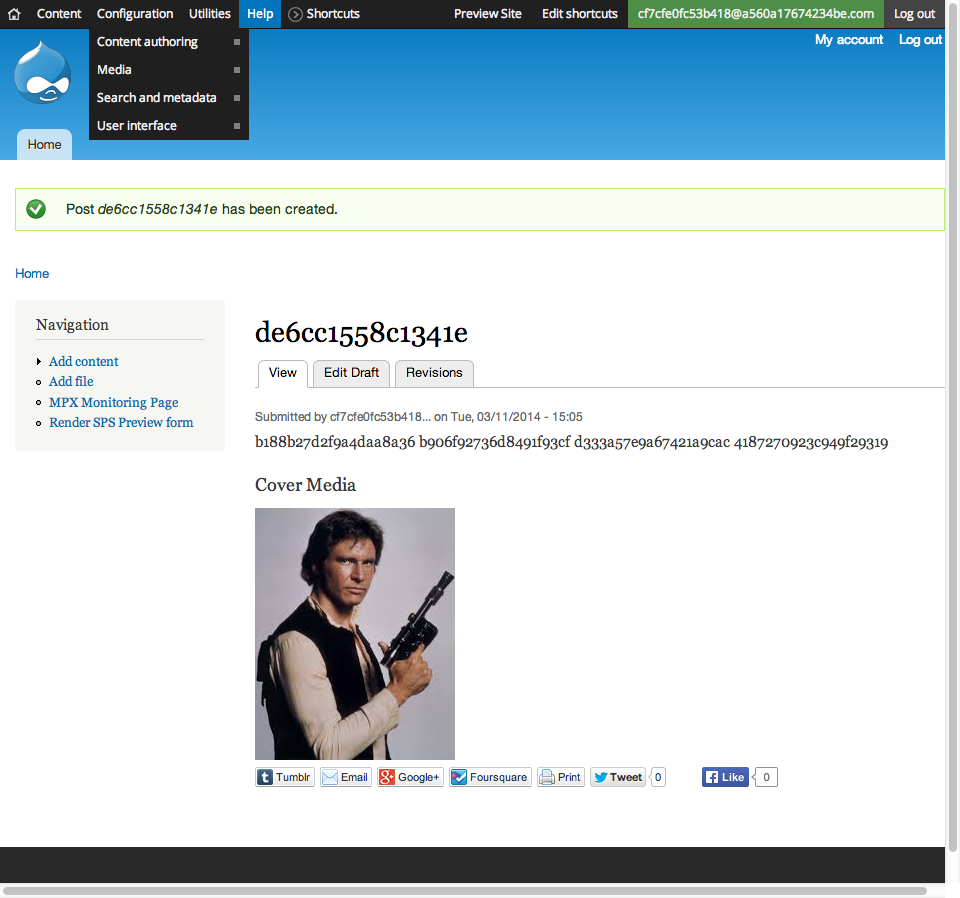 Content Configuration Utilities Help Shortcuts Preview Site Edit shortcuts cf7cfe0fc53b418@a560a17674234be.com Log out
Content authoring
Media
Search and metadata
User interface
My account Log out
Home
Post de6cc1558c1341e has been created.
Home
Navigation
Add content
Add file
MPX Monitoring Page
Render SPS Preview form
de6cc1558c1341e
View Edit Draft Revisions
Submitted by cf7cfe0fc53b418... on Tue, 03/11/2014 - 15:05
b188b27d2f9a4daa8a36 b906f92736d8491f93cf d333a57e9a67421a9cac 4187270923c949f29319
Cover Media
Tumblr Email Google+ Foursquare Print Tweet 0 Like 0